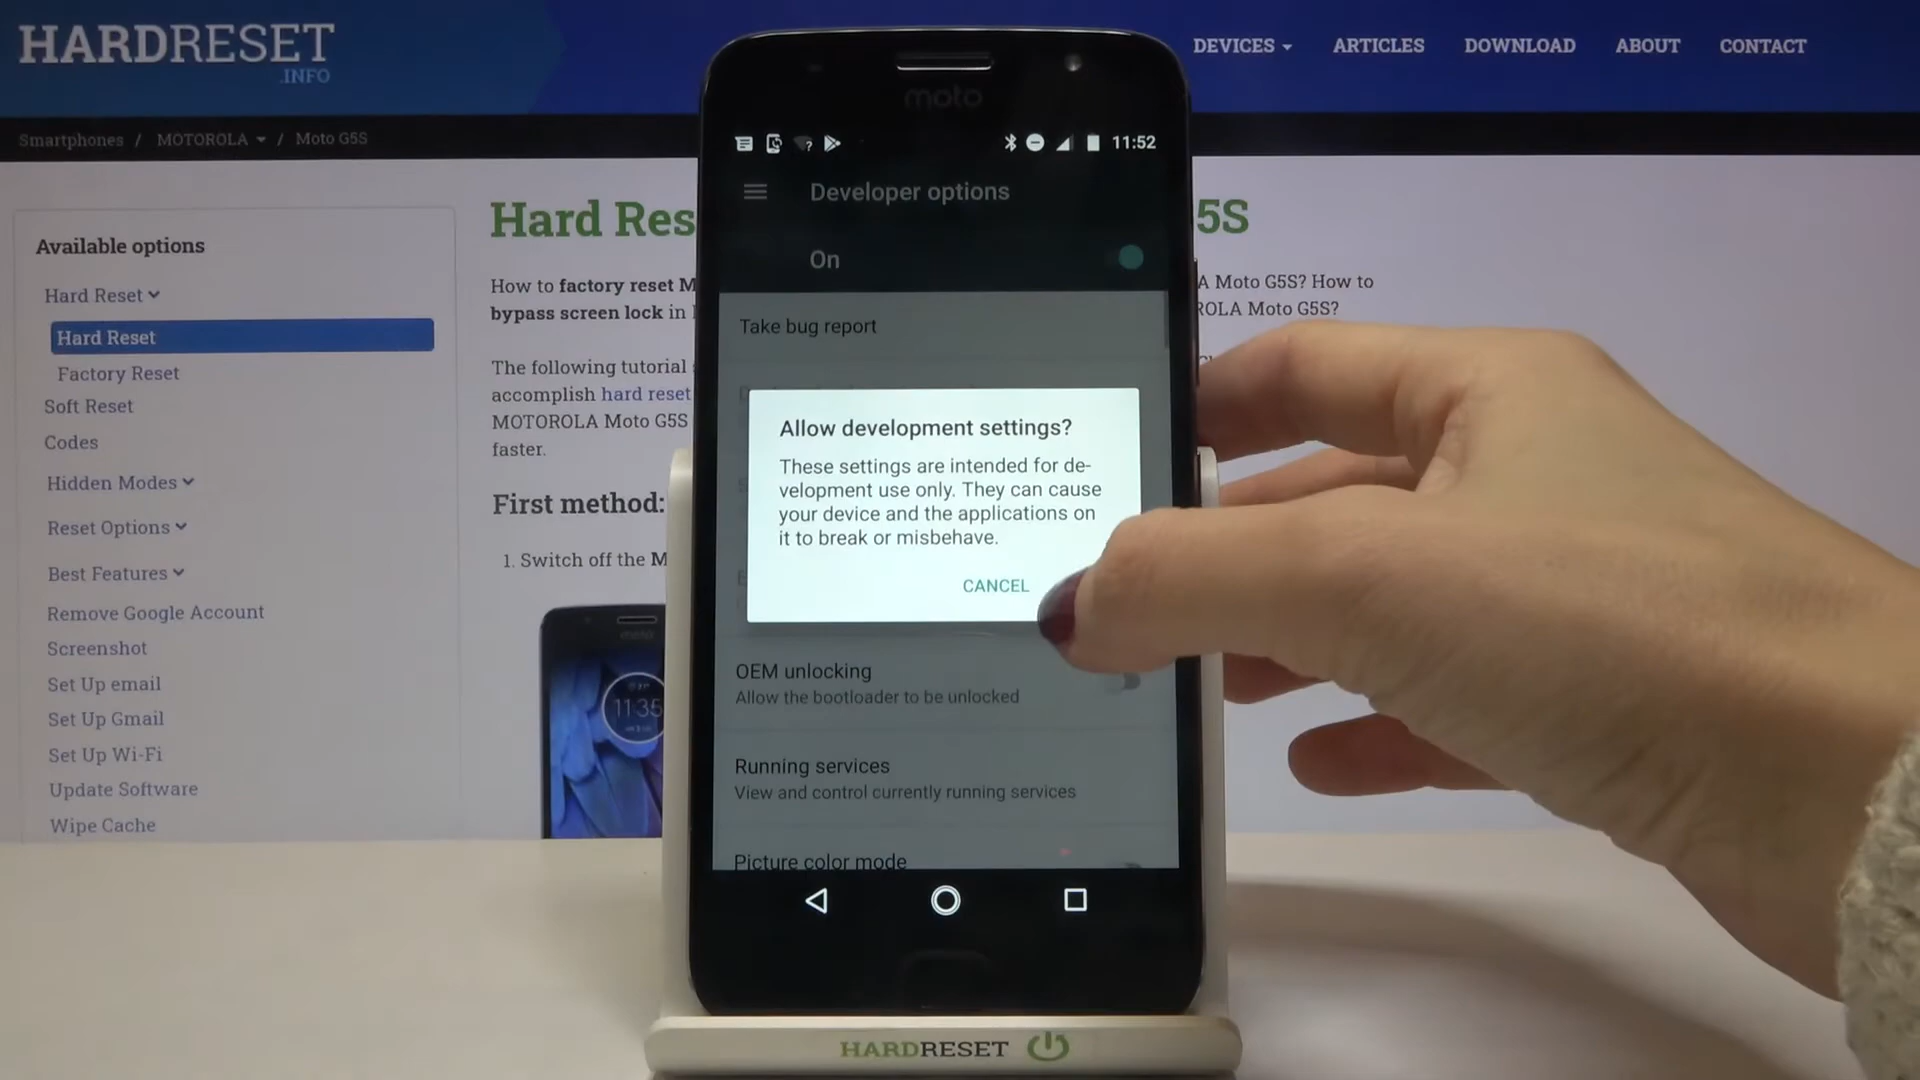 HARDRESET
.INFO
DEVICES
ARTICLES
DOWNLOAD
ABOUT
CONTACT
Smartphones / MOTOROLA / Moto G5S
Available options
Hard Reset
Hard Reset
Factory Reset
Soft Reset
Codes
Hidden Modes
Reset Options
Best Features
Remove Google Account
Screenshot
Set Up email
Set Up Gmail
Set Up Wi-Fi
Update Software
Wipe Cache
Hard Res
How to factory reset M
bypass screen lock in
The following tutorial
accomplish hard reset
MOTOROLA Moto G5S
faster.
First method:
1. Switch off the M
11:35
5S
A Moto G5S? How to
ROLA Moto G5S?
moto
11:52
Developer options
On
Take bug report
Allow development settings?
These settings are intended for de-
velopment use only. They can cause
your device and the applications on
it to break or misbehave.
CANCEL
OEM unlocking
Allow the bootloader to be unlocked
Running services
View and control currently running services
Picture color mode
HARDRESET